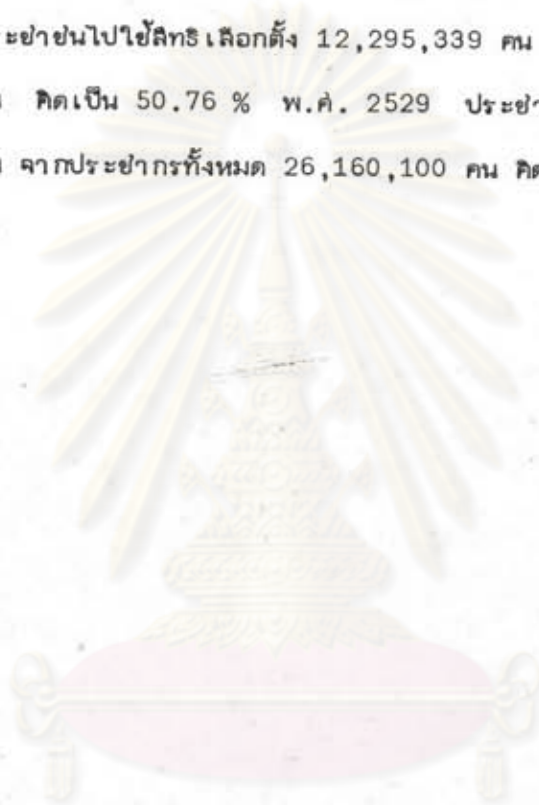 ะชาชนไปใช้สิทธิเลือกตั้ง 12,295,339 คน
คิดเป็น 50.76 % พ.ศ. 2529 ประชา
จากประชากรทั้งหมด 26,160,100 คน คิด